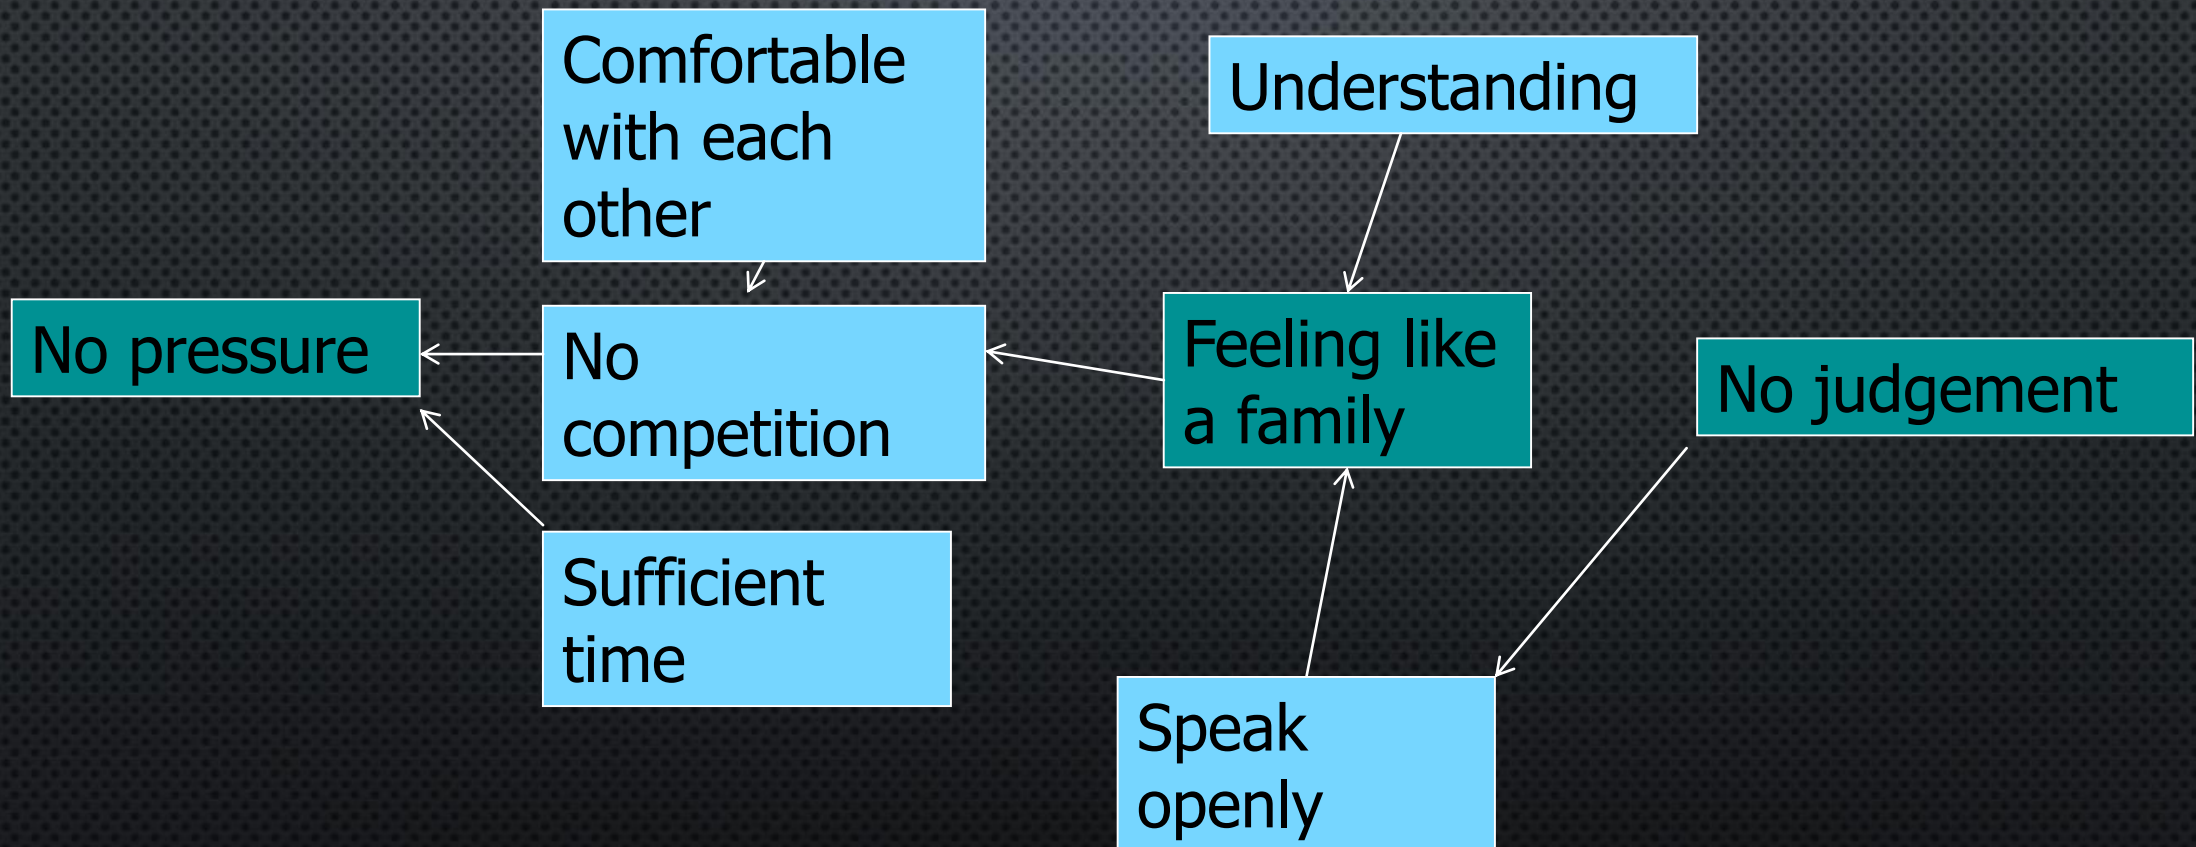 Comfortable
with each
other
Understanding
No pressure
No
competition
Feeling like
a family
No judgement
Sufficient
time
Speak
openly